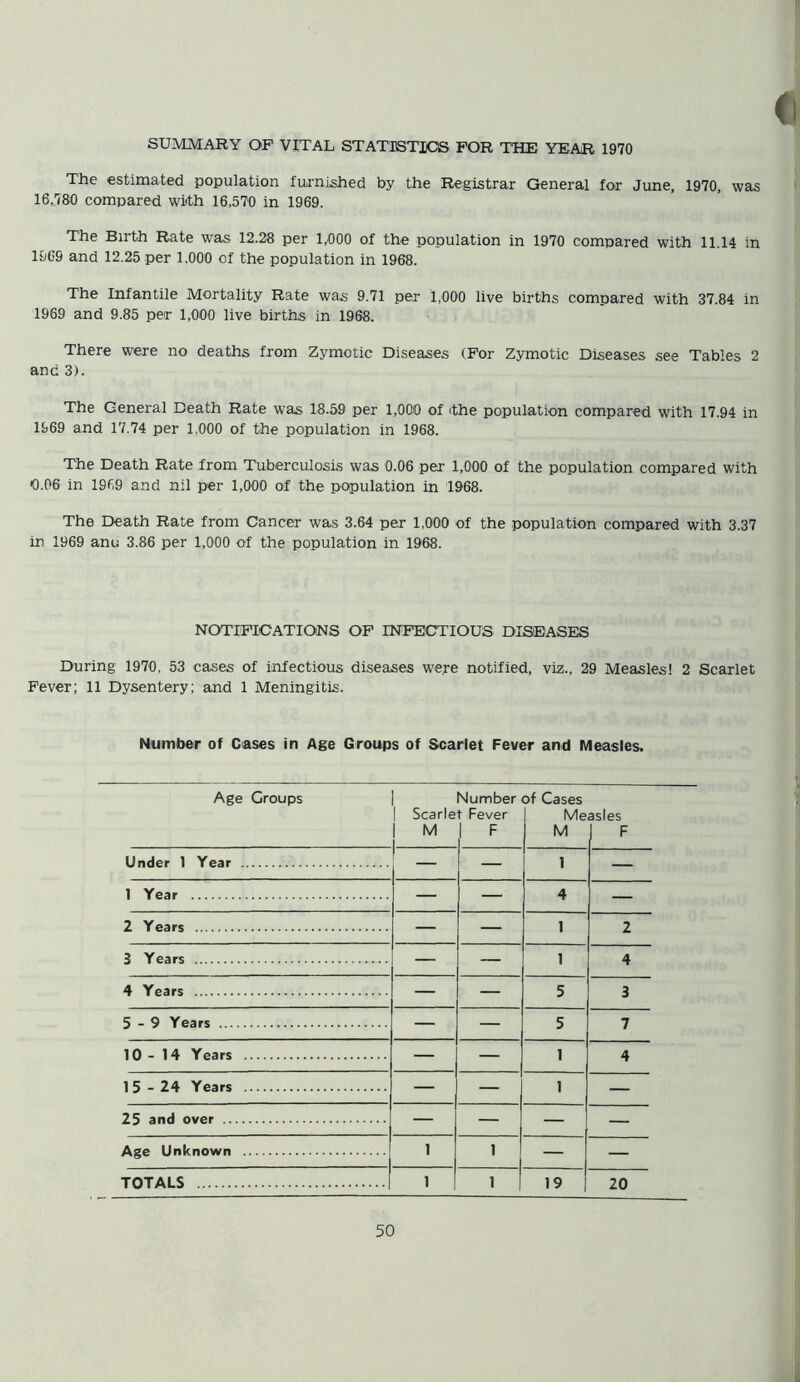 SUMMARY OF VITAL STATISTICS FOR THE YEAR 1970
The estimated population furnished by the Registrar General for June, 1970, was
16,780 compared with 16,570 in 1969.
The Birth Rate was 12.28 per 1,000 of the population in 1970 compared with 11.14 in
1969 and 12.25 per 1,000 of the population in 1968.
The Infantile Mortality Rate was 9.71 per 1,000 live births compared with 37.84 in
1969 and 9.85 per 1,000 live births in 1968.
There were no deaths from Zymotic Diseases (For Zymotic Diseases see Tables 2
and 3).
The General Death Rate was 18.59 per 1,000 of the population compared with 17.94 in
1969 and 17.74 per 1,000 of the population in 1968.
The Death Rate from Tuberculosis was 0.06 per 1,000 of the population compared with
0.06 in 1969 and nil per 1,000 of the population in 1968.
The Death Rate from Cancer was 3.64 per 1,000 of the population compared with 3.37
in 1969 and 3.86 per 1,000 of the population in 1968.
NOTIFICATIONS OF INFECTIOUS DISEASES
During 1970, 53 cases of infectious diseases were notified, viz., 29 Measles! 2 Scarlet
Fever; 11 Dysentery; and 1 Meningitis.
Number of Cases in Age Groups of Scarlet Fever and Measles.
Age Groups Number of Cases
Scarlet Fever Measles
M F M F
Under 1 Year — — 1 —
1 Year — — 4 —
2 Years — — 1 2
3 Years — — 1 4
4 Years — — 5 3
5 - 9 Years — — 5 7
10 - 14 Years — — 1 4
15 - 24 Years — — 1 —
25 and over — — — —
Age Unknown 1 1 — —
TOTALS 1 1 19 20
50